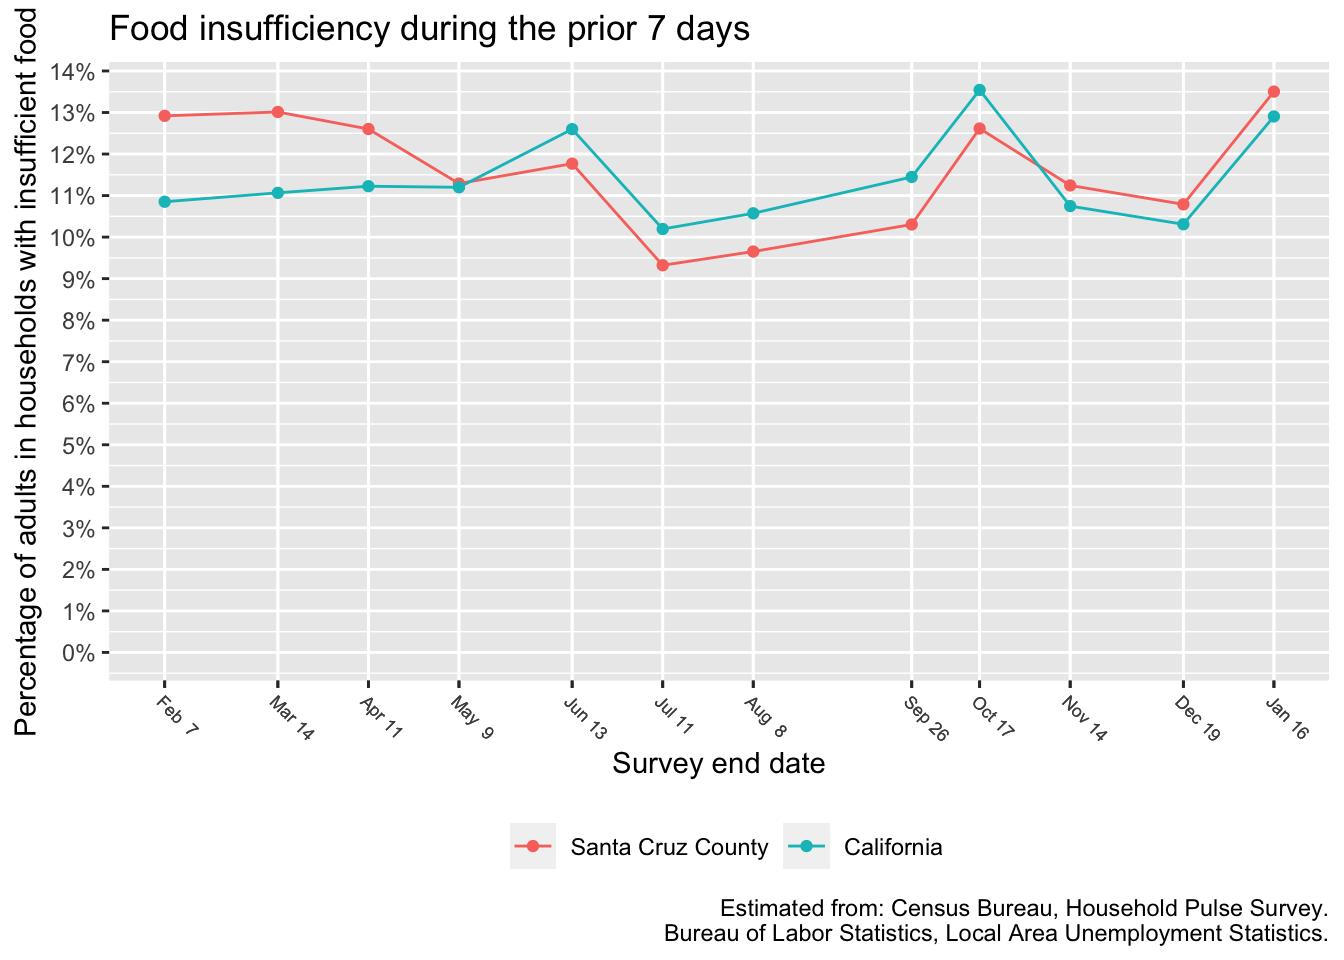 Food insufficiency during the prior 7 days
Percentage of adults in households with insufficient food
14%
13%
12%
11%
10%
9%
8%
7%
6%
5%
4%
3%
2%
1%
0%
Feb 7
Mar 14
Apr 11
May 9
Jun 13
Jul 11
Aug 8
Sep 26
Oct 17
Nov 14
Dec 19
Jan 16
Survey end date
Santa Cruz County
California
Estimated from: Census Bureau, Household Pulse Survey.
Bureau of Labor Statistics, Local Area Unemployment Statistics.